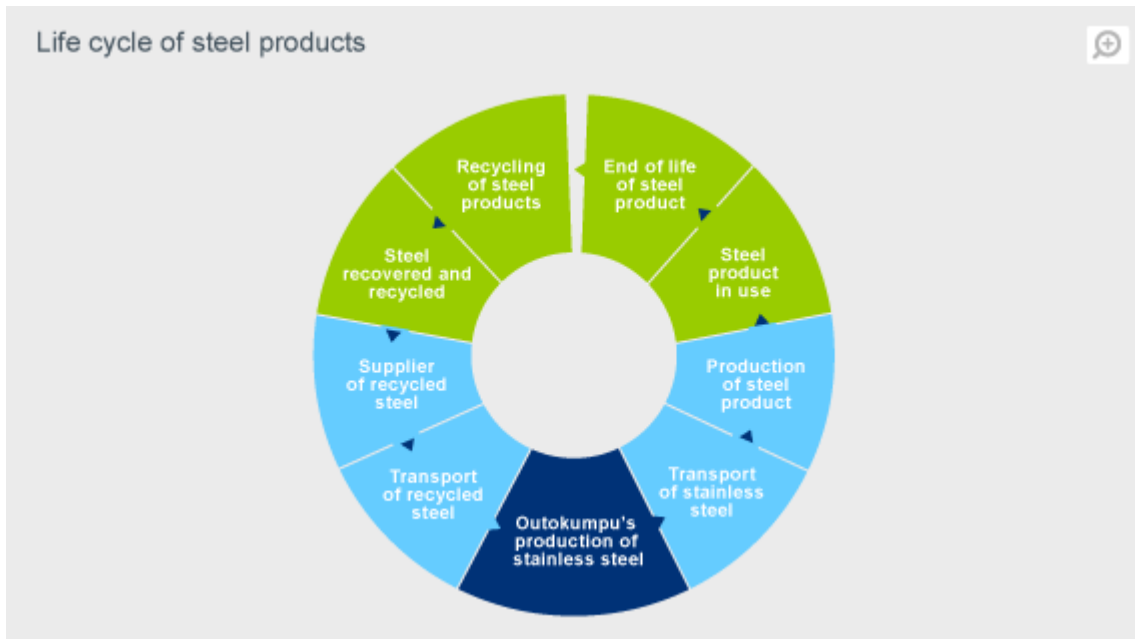 Life cycle of steel products
Recycling
of steel
products
End of life
of steel
product
Steel
recovered and
recycled
Steel
product
in use
Supplier
of recycled
steel
Production
of steel
product
Transport
of recycled
steel
Transport
of stainless
steel
Outokumpu's
production of
stainless steel